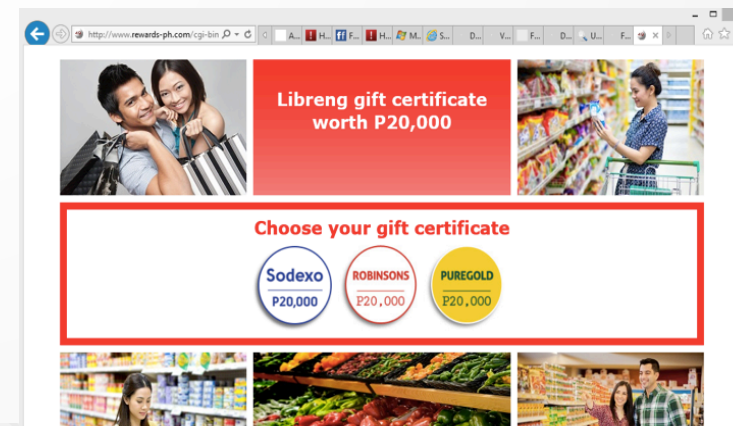 http://www.rewards-ph.com/cgi-bin
A... H... F... H... M... S... D... V... F... D... U... F...
Libreng gift certificate
worth P20,000
Choose your gift certificate
Sodexo ROBINSONS PUREGOLD
P20,000 P20,000 P20,000